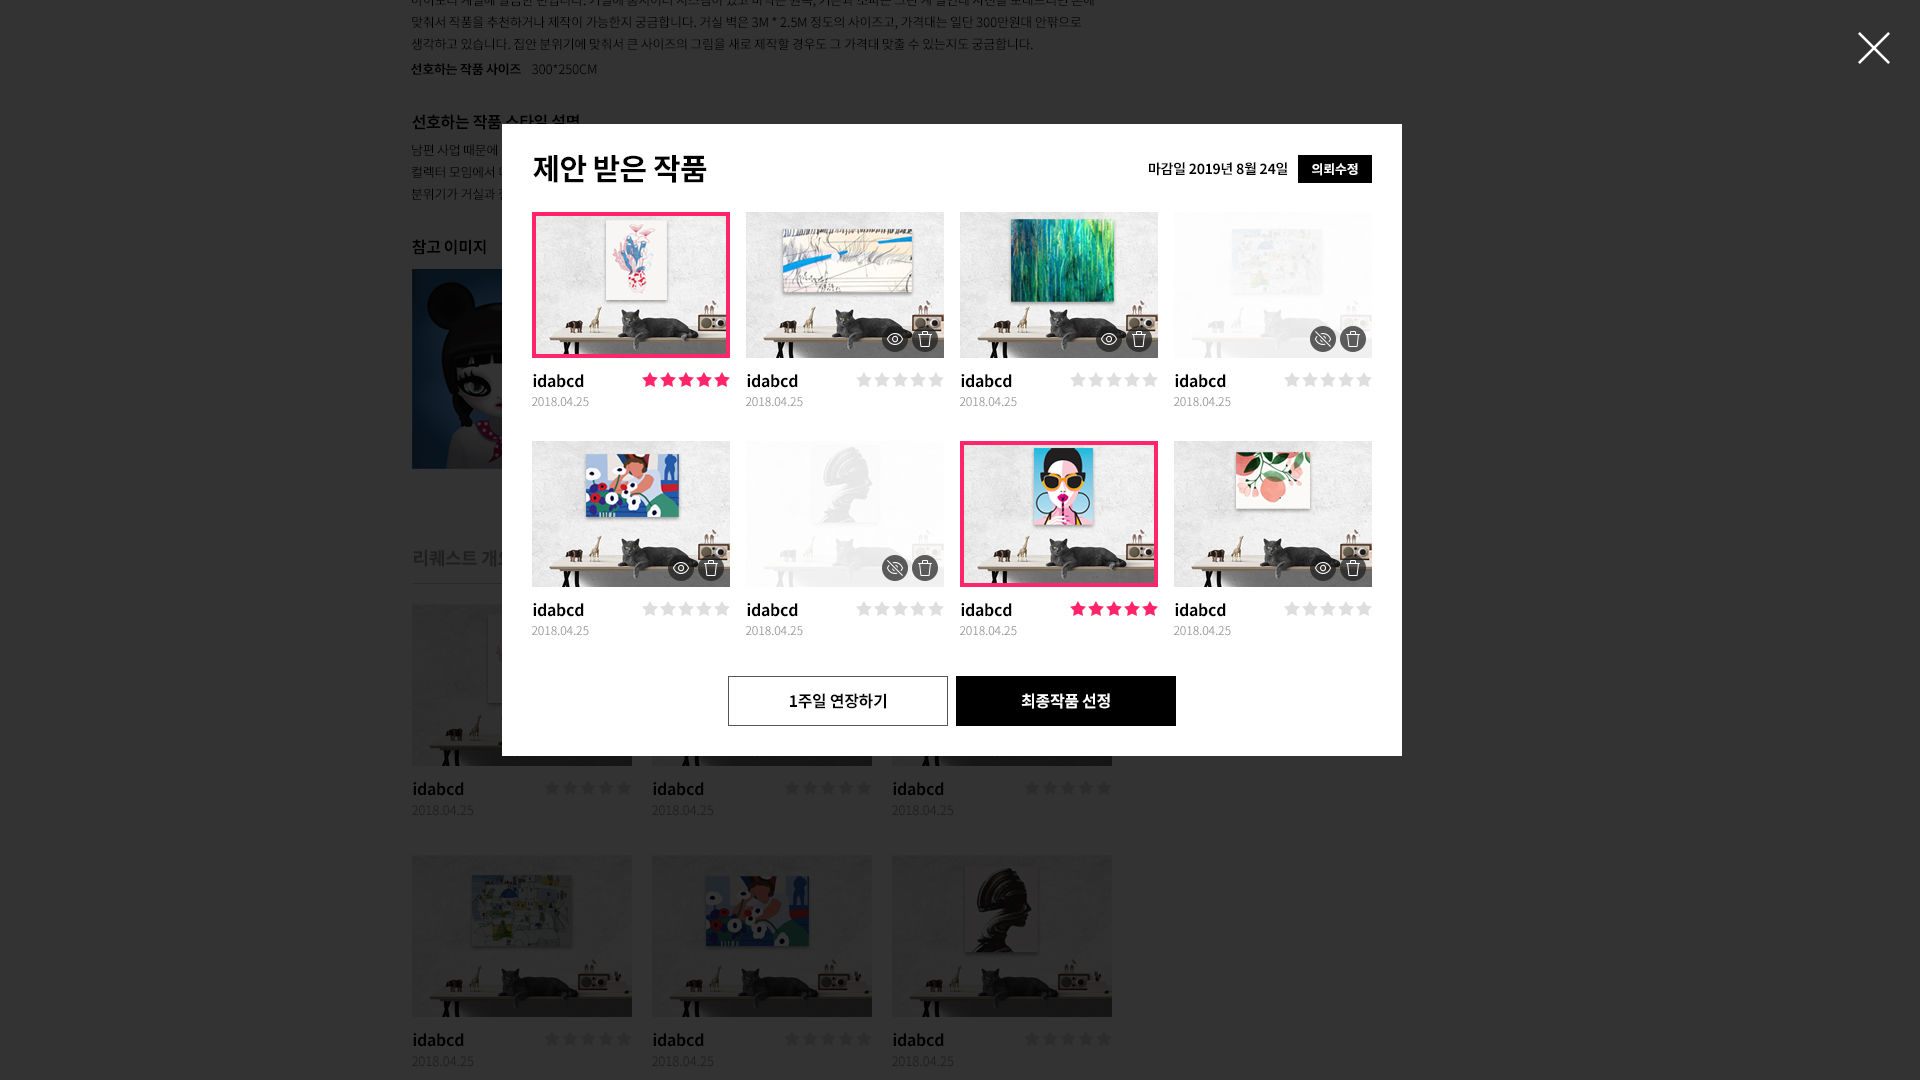 맞춰서 작품을 추천하거나 제작이 가능한지 궁금합니다. 거실 벽은 3M * 2.5M 정도의 사이즈고, 가격대는 일단 300만원대 안팎으로
생각하고 있습니다. 집안 분위기에 맞춰서 큰 사이즈의 그림을 새로 제작할 경우도 그 가격대 맞출 수 있는지도 궁금합니다.
선호하는 작품 사이즈 300*250CM
선호하는 작품 스타일 설명
남편 사업 때문에
컬렉터 모임에서
분위기가 거실과
참고 이미지
리퀘스트 개요
제안 받은 작품
마감일 2019년 8월 24일
의뢰수정
idabcd
2018.04.25
idabcd
2018.04.25
idabcd
2018.04.25
idabcd
2018.04.25
idabcd
2018.04.25
idabcd
2018.04.25
idabcd
2018.04.25
idabcd
2018.04.25
1주일 연장하기
최종작품 선정
idabcd
2018.04.25
idabcd
2018.04.25
idabcd
2018.04.25
idabcd
2018.04.25
idabcd
2018.04.25
idabcd
2018.04.25